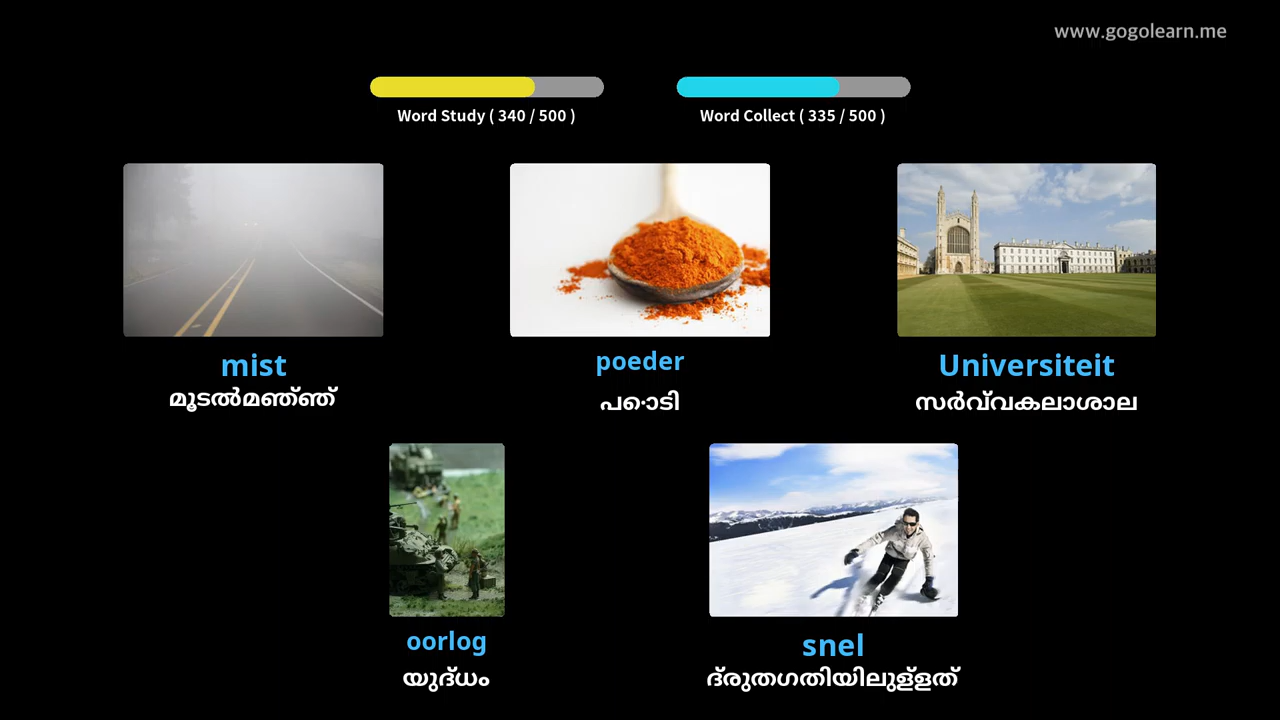 www.gogolearn.me
Word Study ( 340 / 500 )
Word Collect ( 335 / 500 )
mist
poeder
Universiteit
മൂടൽമഞ്ഞ്
പൊടി
സർവ്വകലാശാല
oorlog
snel
യുദ്ധം
ദ്രുതഗതിയിലുള്ളത്